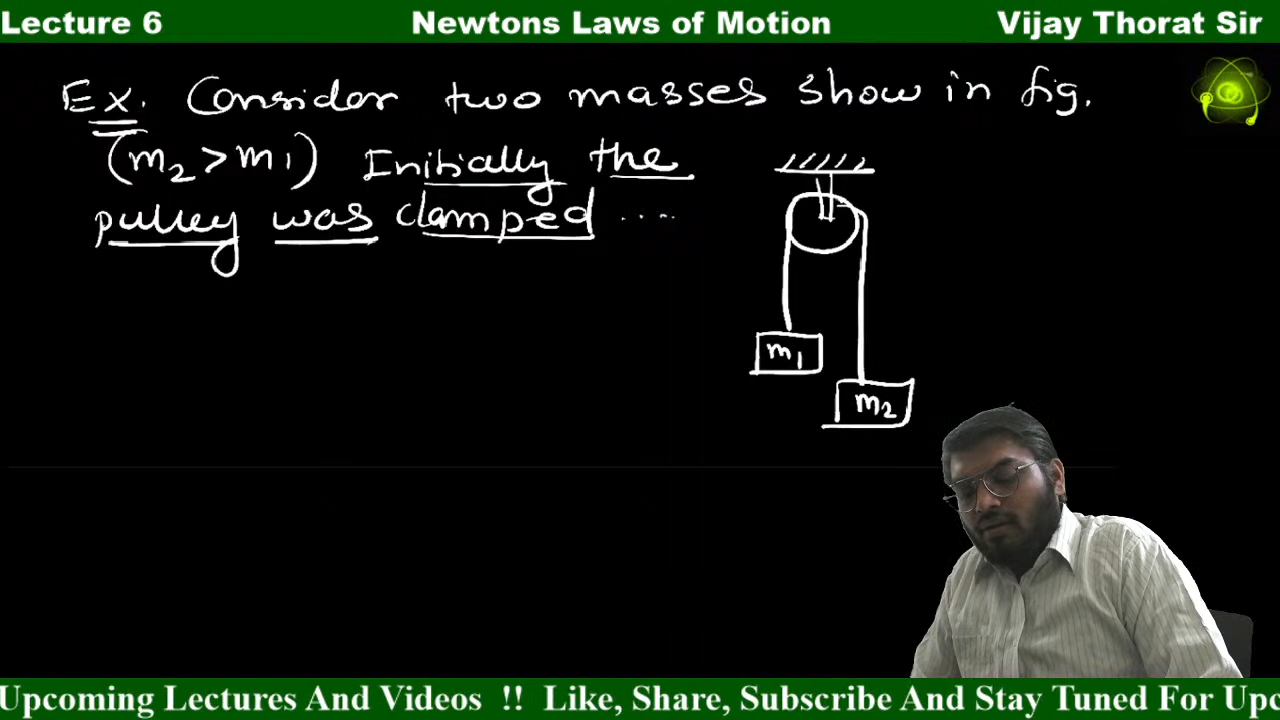 Lecture 6 Newtons Laws of Motion Vijay Thorat Sir
Ex. Consider two masses show in fig.
(m₂ > m₁) Initially the
pulley was clamped .....
m₁
m₂
Upcoming Lectures And Videos !! Like, Share, Subscribe And Stay Tuned For Upc